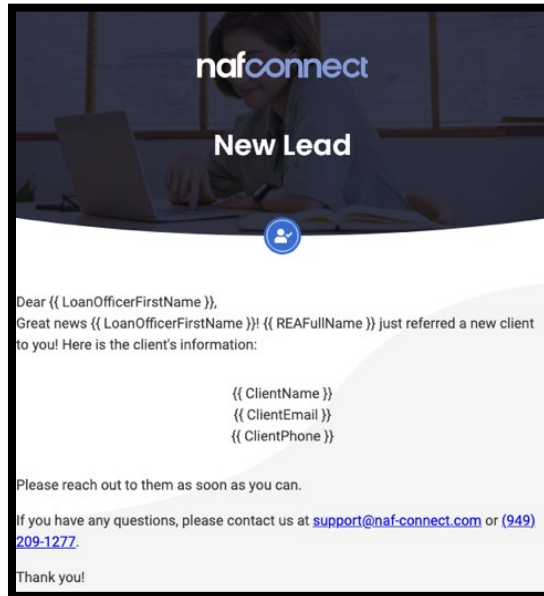 nafconnect
New Lead
Dear {{ LoanOfficerFirstName }},
Great news {{ LoanOfficerFirstName }}! {{ REAFullName }} just referred a new client
to you! Here is the client's information:
{{ ClientName }}
{{ ClientEmail }}
{{ ClientPhone }}
Please reach out to them as soon as you can.
If you have any questions, please contact us at support@naf-connect.com or (949)
209-1277.
Thank you!